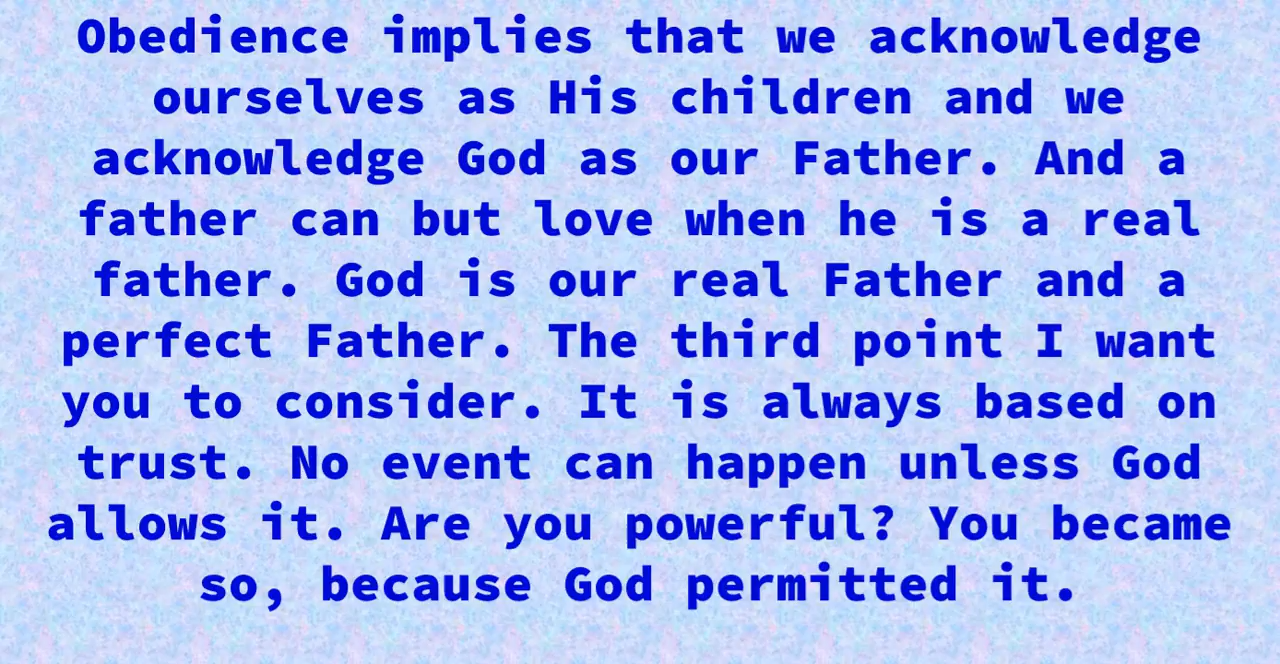 Obedience implies that we acknowledge
ourselves as His children and we
acknowledge God as our Father. And a
father can but love when he is a real
father. God is our real Father and a
perfect Father. The third point I want
you to consider. It is always based on
trust. No event can happen unless God
allows it. Are you powerful? You became
so, because God permitted it.